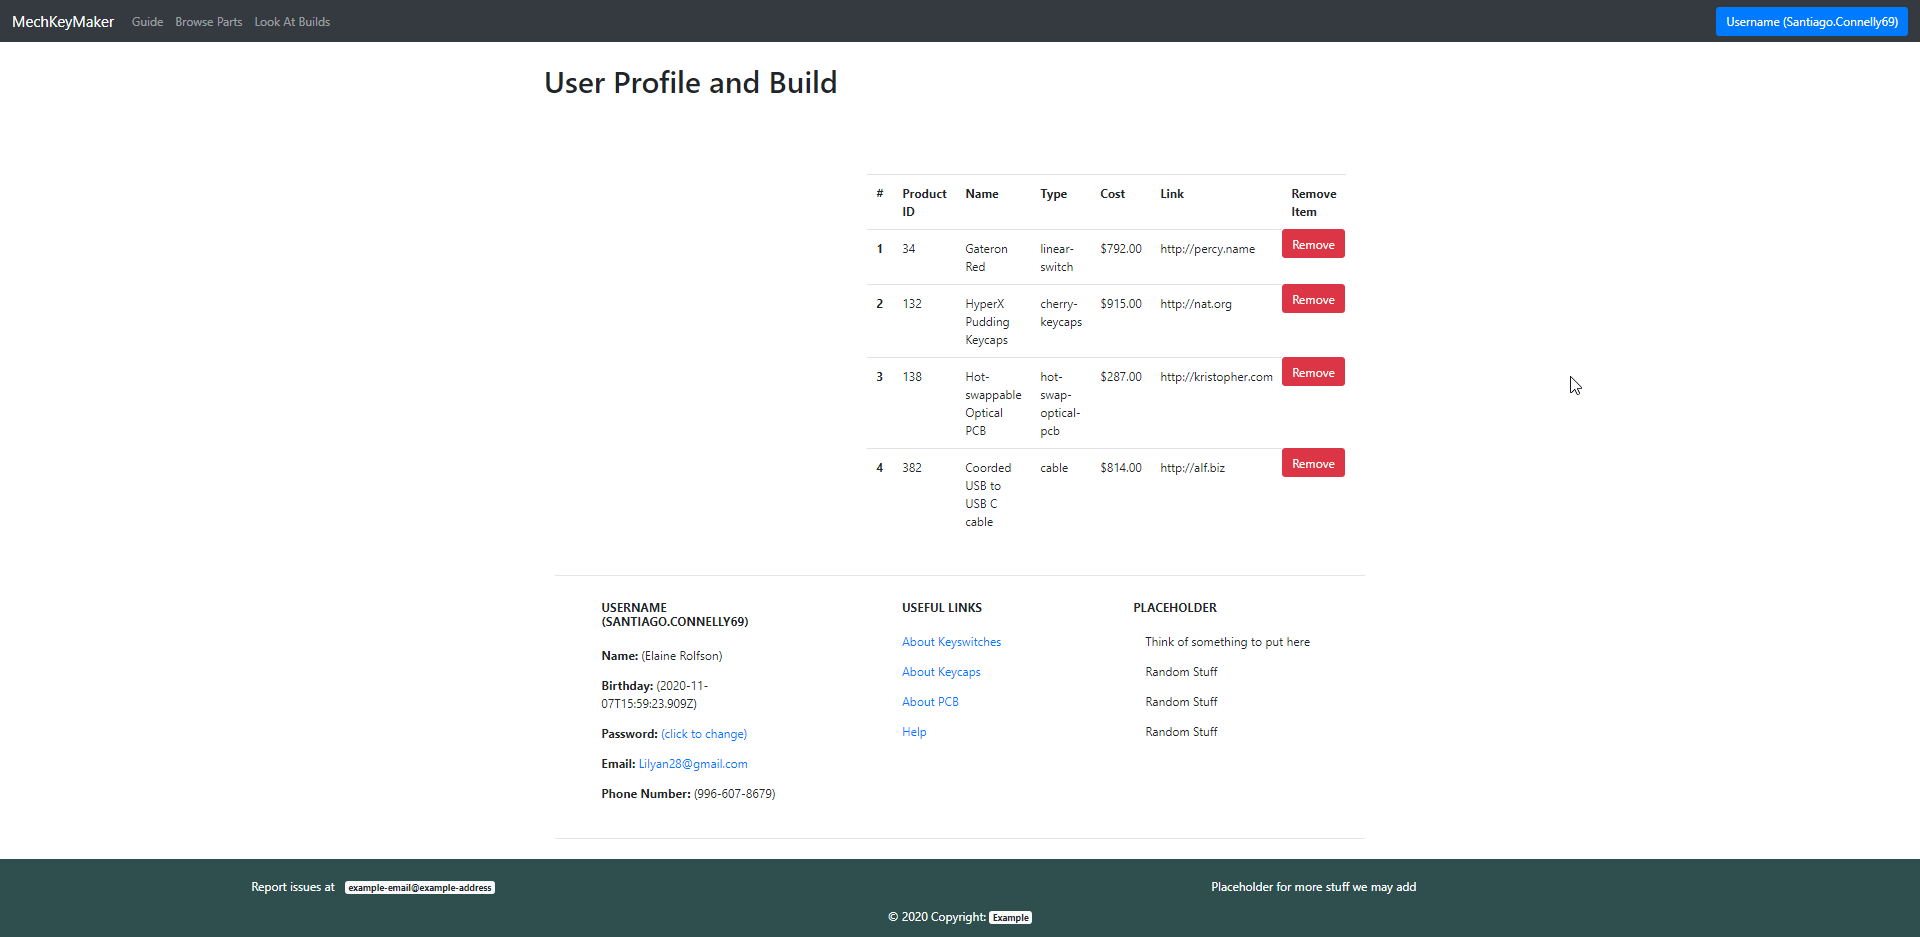 MechKeyMaker Guide Browse Parts Look At Builds Username (Santiago.Connelly69)
User Profile and Build
# Product ID Name Type Cost Link Remove Item
1 34 Gateron Red linear-switch $792.00 http://percy.name Remove
2 132 HyperX Pudding Keycaps cherry-keycaps $915.00 http://nat.org Remove
3 138 Hot-swappable Optical PCB hot-swap-optical-pcb $287.00 http://kristopher.com Remove
4 382 Coorded USB to USB C cable cable $814.00 http://alf.biz Remove
USERNAME
(SANTIAGO.CONNELLY69)
Name: (Elaine Rolfson)
Birthday: (2020-11-
07T15:59:23.909Z)
Password: (click to change)
Email: Lilyan28@gmail.com
Phone Number: (996-607-8679)
USEFUL LINKS
About Keyswitches
About Keycaps
About PCB
Help
PLACEHOLDER
Think of something to put here
Random Stuff
Random Stuff
Random Stuff
Report issues at example-email@example-address
Placeholder for more stuff we may add
© 2020 Copyright: Example